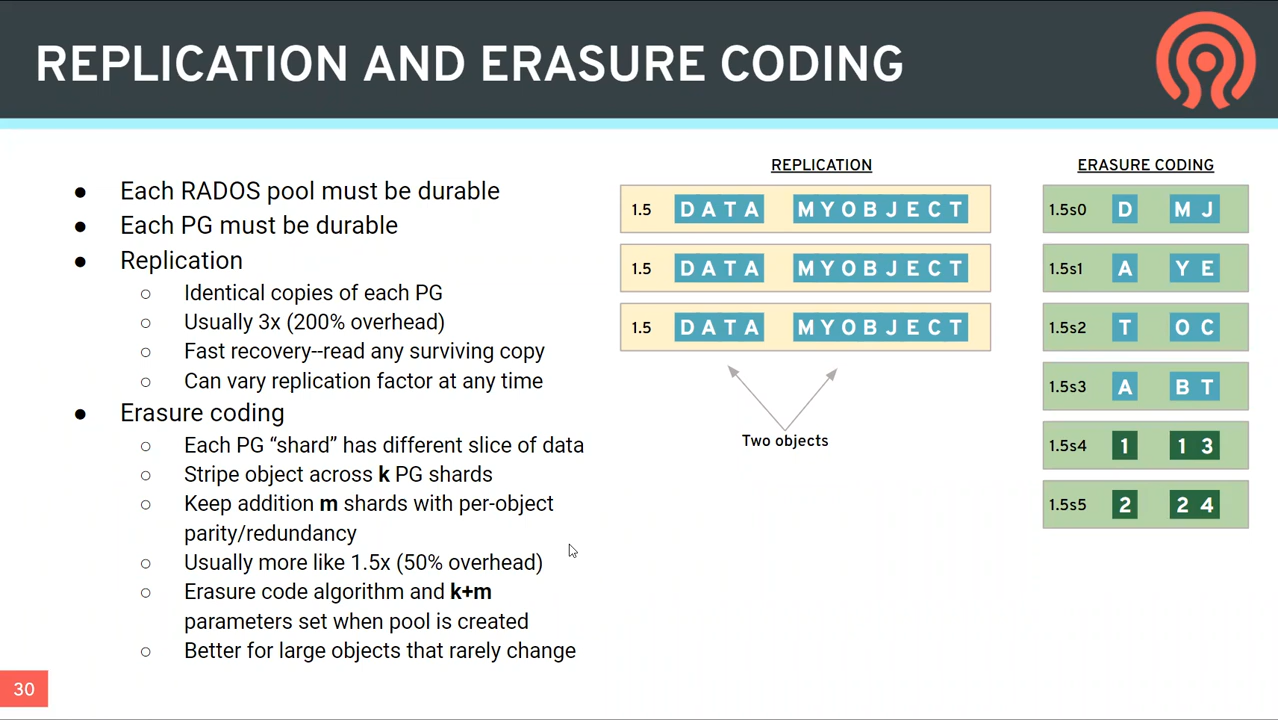 REPLICATION AND ERASURE CODING
● Each RADOS pool must be durable
● Each PG must be durable
● Replication
○ Identical copies of each PG
○ Usually 3x (200% overhead)
○ Fast recovery--read any surviving copy
○ Can vary replication factor at any time
● Erasure coding
○ Each PG “shard” has different slice of data
○ Stripe object across k PG shards
○ Keep addition m shards with per-object
parity/redundancy
○ Usually more like 1.5x (50% overhead)
○ Erasure code algorithm and k+m
parameters set when pool is created
○ Better for large objects that rarely change
REPLICATION
1.5 DATA MYOBJECT
1.5 DATA MYOBJECT
1.5 DATA MYOBJECT
Two objects
ERASURE CODING
1.5s0 D MJ
1.5s1 A YE
1.5s2 T OC
1.5s3 A BT
1.5s4 1 13
1.5s5 2 24
30